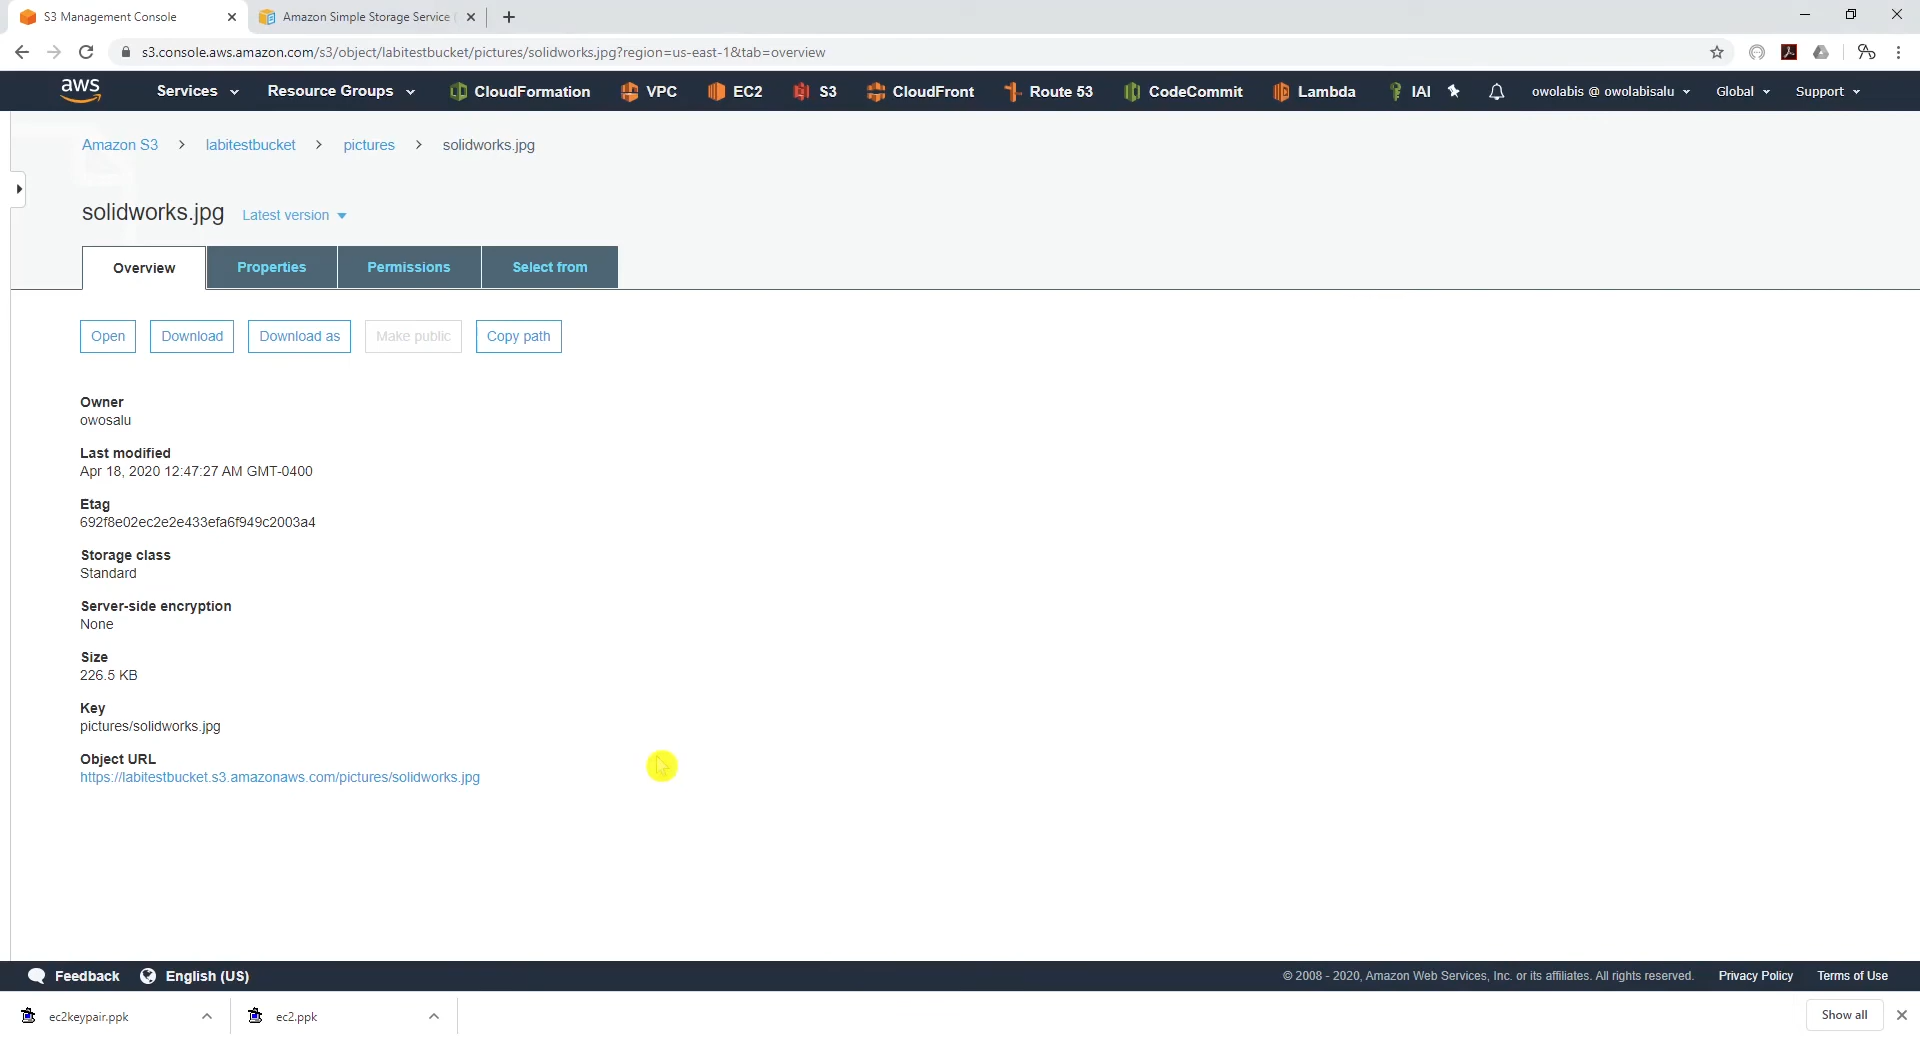 S3 Management Console
Amazon Simple Storage Service
s3.console.aws.amazon.com/s3/object/labitestbucket/pictures/solidworks.jpg?region=us-east-1&tab=overview
aws Services Resource Groups CloudFormation VPC EC2 S3 CloudFront Route 53 CodeCommit Lambda IAI owolabis @ owolabisalu Global Support
Amazon S3 > labitestbucket > pictures > solidworks.jpg
solidworks.jpg Latest version
Overview Properties Permissions Select from
Open Download Download as Make public Copy path
Owner
owosalu
Last modified
Apr 18, 2020 12:47:27 AM GMT-0400
Etag
692f8e02ec2e2e433efa6f949c2003a4
Storage class
Standard
Server-side encryption
None
Size
226.5 KB
Key
pictures/solidworks.jpg
Object URL
https://labitestbucket.s3.amazonaws.com/pictures/solidworks.jpg
Feedback English (US) © 2008 - 2020, Amazon Web Services, Inc. or its affiliates. All rights reserved. Privacy Policy Terms of Use
ec2keypair.ppk ec2.ppk Show all